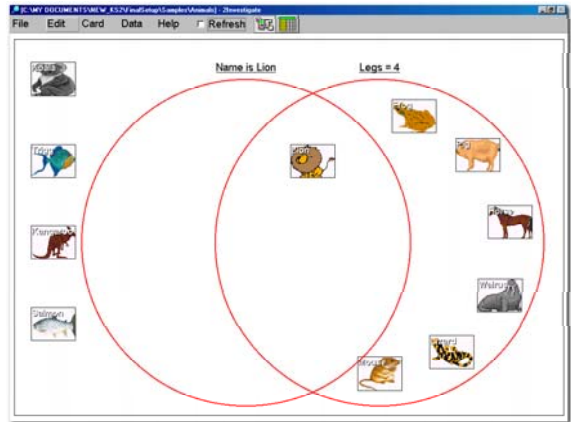 [C:\MY DOCUMENTS\NEW_KS2\FinalSetup\Samples\Animals] - 2Investigate
File Edit Card Data Help Refresh
Name is Lion Legs = 4
Koala
Frog
Lion
Pig
Kangaroo
Horse
Walrus
Salmon
Lizard
Mouse